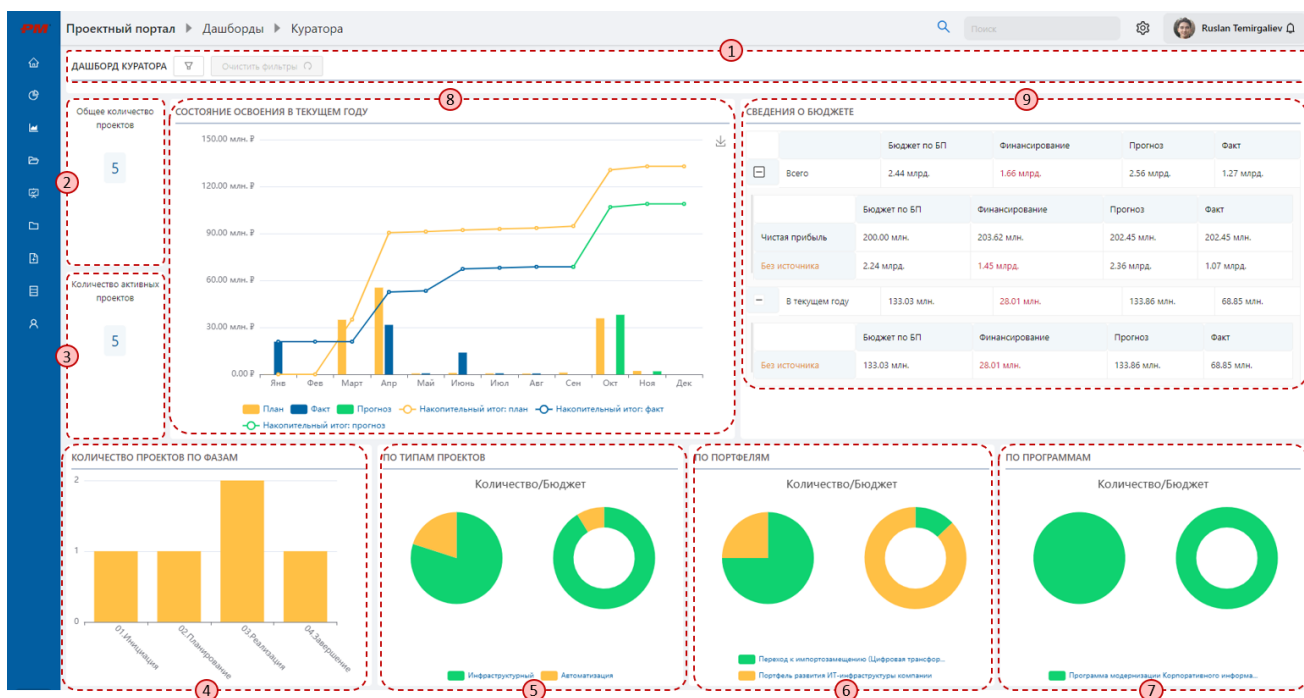 PM
Проектный портал ▶ Дашборды ▶ Куратора
Поиск
Ruslan Temirgaliev
1
ДАШБОРД КУРАТОРА
Очистить фильтры
2
Общее количество
проектов
5
3
Количество активных
проектов
5
8
СОСТОЯНИЕ ОСВОЕНИЯ В ТЕКУЩЕМ ГОДУ
150.00 млн. ₽
120.00 млн. ₽
90.00 млн. ₽
60.00 млн. ₽
30.00 млн. ₽
0.00 ₽
Янв Фев Март Апр Май Июнь Июл Авг Сен Окт Ноя Дек
План Факт Прогноз Накопительный итог: план Накопительный итог: факт
Накопительный итог: прогноз
9
СВЕДЕНИЯ О БЮДЖЕТЕ
Бюджет по БП Финансирование Прогноз Факт
Всего 2.44 млрд. 1.66 млрд. 2.56 млрд. 1.27 млрд.
Бюджет по БП Финансирование Прогноз Факт
Чистая прибыль 200.00 млн. 203.62 млн. 202.45 млн. 202.45 млн.
Без источника 2.24 млрд. 1.45 млрд. 2.36 млрд. 1.07 млрд.
В текущем году 133.03 млн. 28.01 млн. 133.86 млн. 68.85 млн.
Бюджет по БП Финансирование Прогноз Факт
Без источника 133.03 млн. 28.01 млн. 133.86 млн. 68.85 млн.
КОЛИЧЕСТВО ПРОЕКТОВ ПО ФАЗАМ
2
1
0
01.Инициация
02.Планирование
03.Реализация
04.Завершение
4
ПО ТИПАМ ПРОЕКТОВ
Количество/Бюджет
Инфраструктурный Автоматизация
5
ПО ПОРТФЕЛЯМ
Количество/Бюджет
Переход к импортозамещению (Цифровая трансфор...
Портфель развития ИТ-инфраструктуры компании
6
ПО ПРОГРАММАМ
Количество/Бюджет
Программа модернизации Корпоративного информа...
7